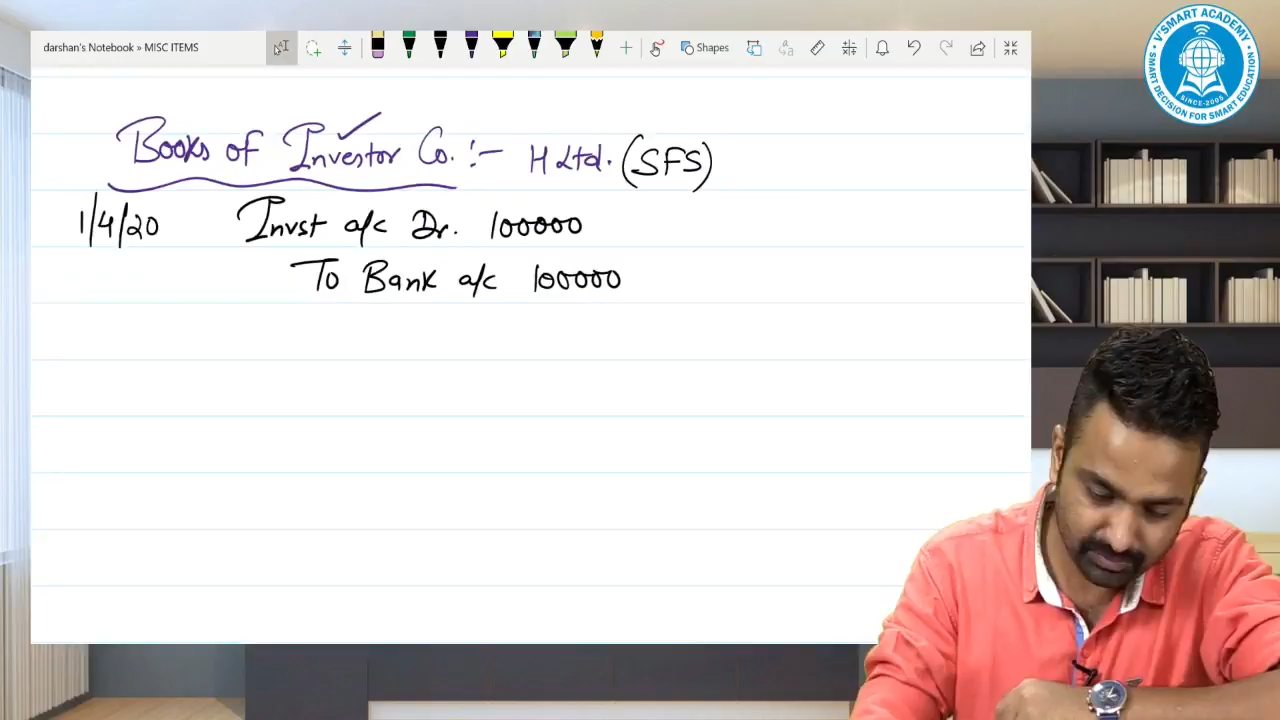 V'SMART ACADEMY
SMART DECISION FOR SMART EDUCATION
SINCE-2005
darshan's Notebook » MISC ITEMS
Shapes
Books of Investor Co. :- H Ltd. (SFS)
1/4/20 Invst a/c Dr. 100000
To Bank a/c 100000